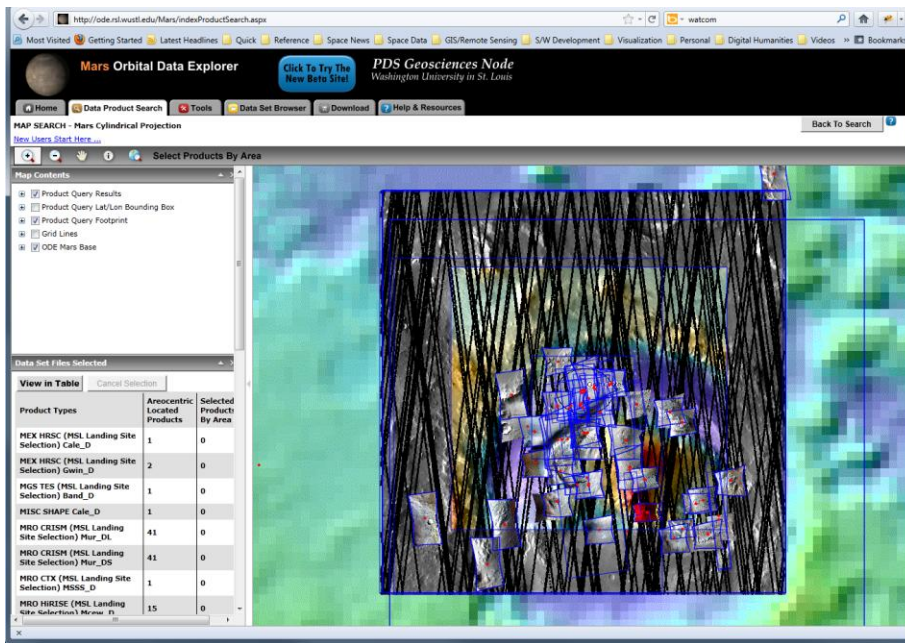 http://ode.rsl.wustl.edu/Mars/indexProductSearch.aspx
watcom
Most Visited Getting Started Latest Headlines Quick Reference Space News Space Data GIS/Remote Sensing S/W Development Visualization Personal Digital Humanities Videos » Bookmarks
Mars Orbital Data Explorer
Click To Try The
New Beta Site!
PDS Geosciences Node
Washington University in St. Louis
Home Data Product Search Tools Data Set Browser Download Help & Resources
MAP SEARCH - Mars Cylindrical Projection
Back To Search
New Users Start Here ...
Select Products By Area
Map Contents
Product Query Results
Product Query Lat/Lon Bounding Box
Product Query Footprint
Grid Lines
ODE Mars Base
Data Set Files Selected
View in Table Cancel Selection
Product Types
Areocentric
Located
Products
Selected
Products
By Area
MEX HRSC (MSL Landing Site
Selection) Cale_D
1 0
MEX HRSC (MSL Landing Site
Selection) Gwin_D
2 0
MGS TES (MSL Landing Site
Selection) Band_D
1 0
MISC SHAPE Cale_D 1 0
MRO CRISM (MSL Landing
Site Selection) Mur_DL
41 0
MRO CRISM (MSL Landing
Site Selection) Mur_DS
41 0
MRO CTX (MSL Landing Site
Selection) MSSS_D
1 0
MRO HiRISE (MSL Landing
Site Selection) Mcew_D
15 0